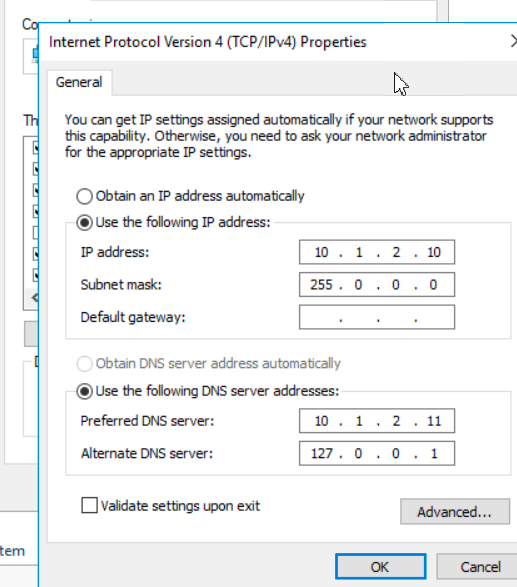 Internet Protocol Version 4 (TCP/IPv4) Properties
General
You can get IP settings assigned automatically if your network supports
this capability. Otherwise, you need to ask your network administrator
for the appropriate IP settings.
Obtain an IP address automatically
Use the following IP address:
IP address: 10 . 1 . 2 . 10
Subnet mask: 255 . 0 . 0 . 0
Default gateway: . . .
Obtain DNS server address automatically
Use the following DNS server addresses:
Preferred DNS server: 10 . 1 . 2 . 11
Alternate DNS server: 127 . 0 . 0 . 1
Validate settings upon exit
Advanced...
tem
OK Cancel